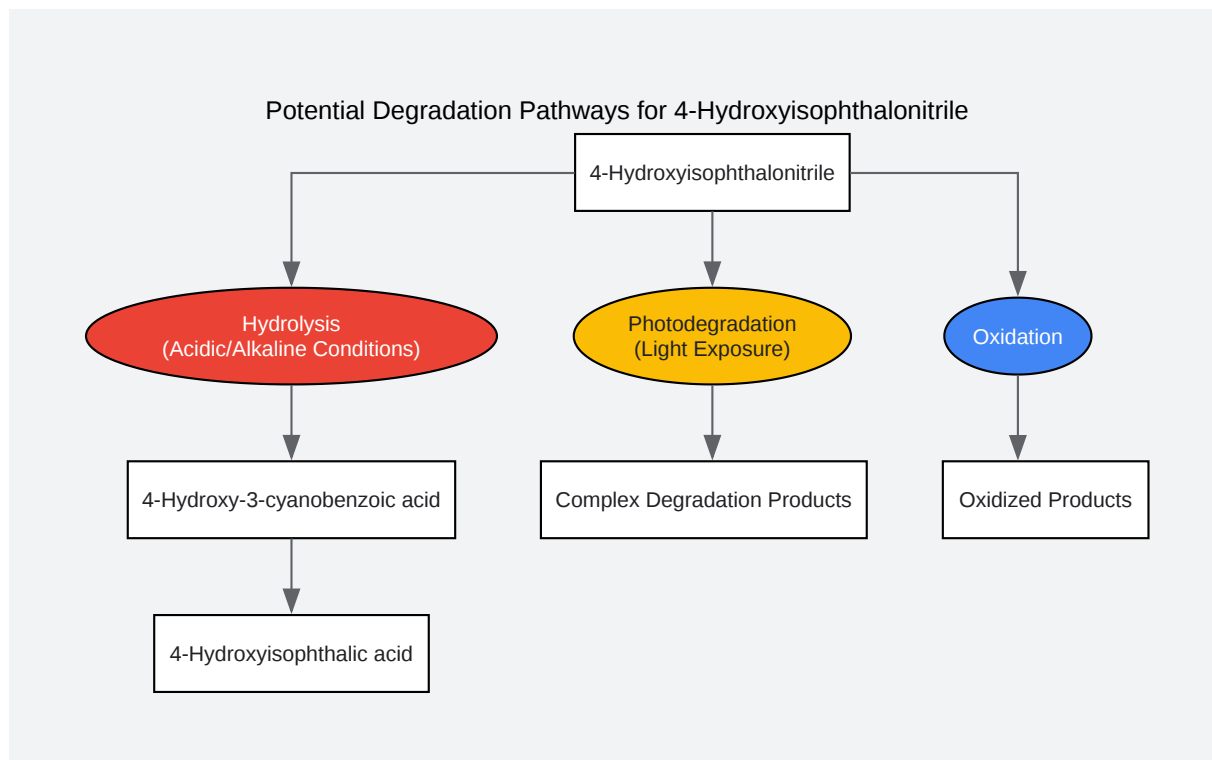 Potential Degradation Pathways for 4-Hydroxyisophthalonitrile
4-Hydroxyisophthalonitrile
Hydrolysis
(Acidic/Alkaline Conditions)
Photodegradation
(Light Exposure)
Oxidation
4-Hydroxy-3-cyanobenzoic acid
Complex Degradation Products
Oxidized Products
4-Hydroxyisophthalic acid